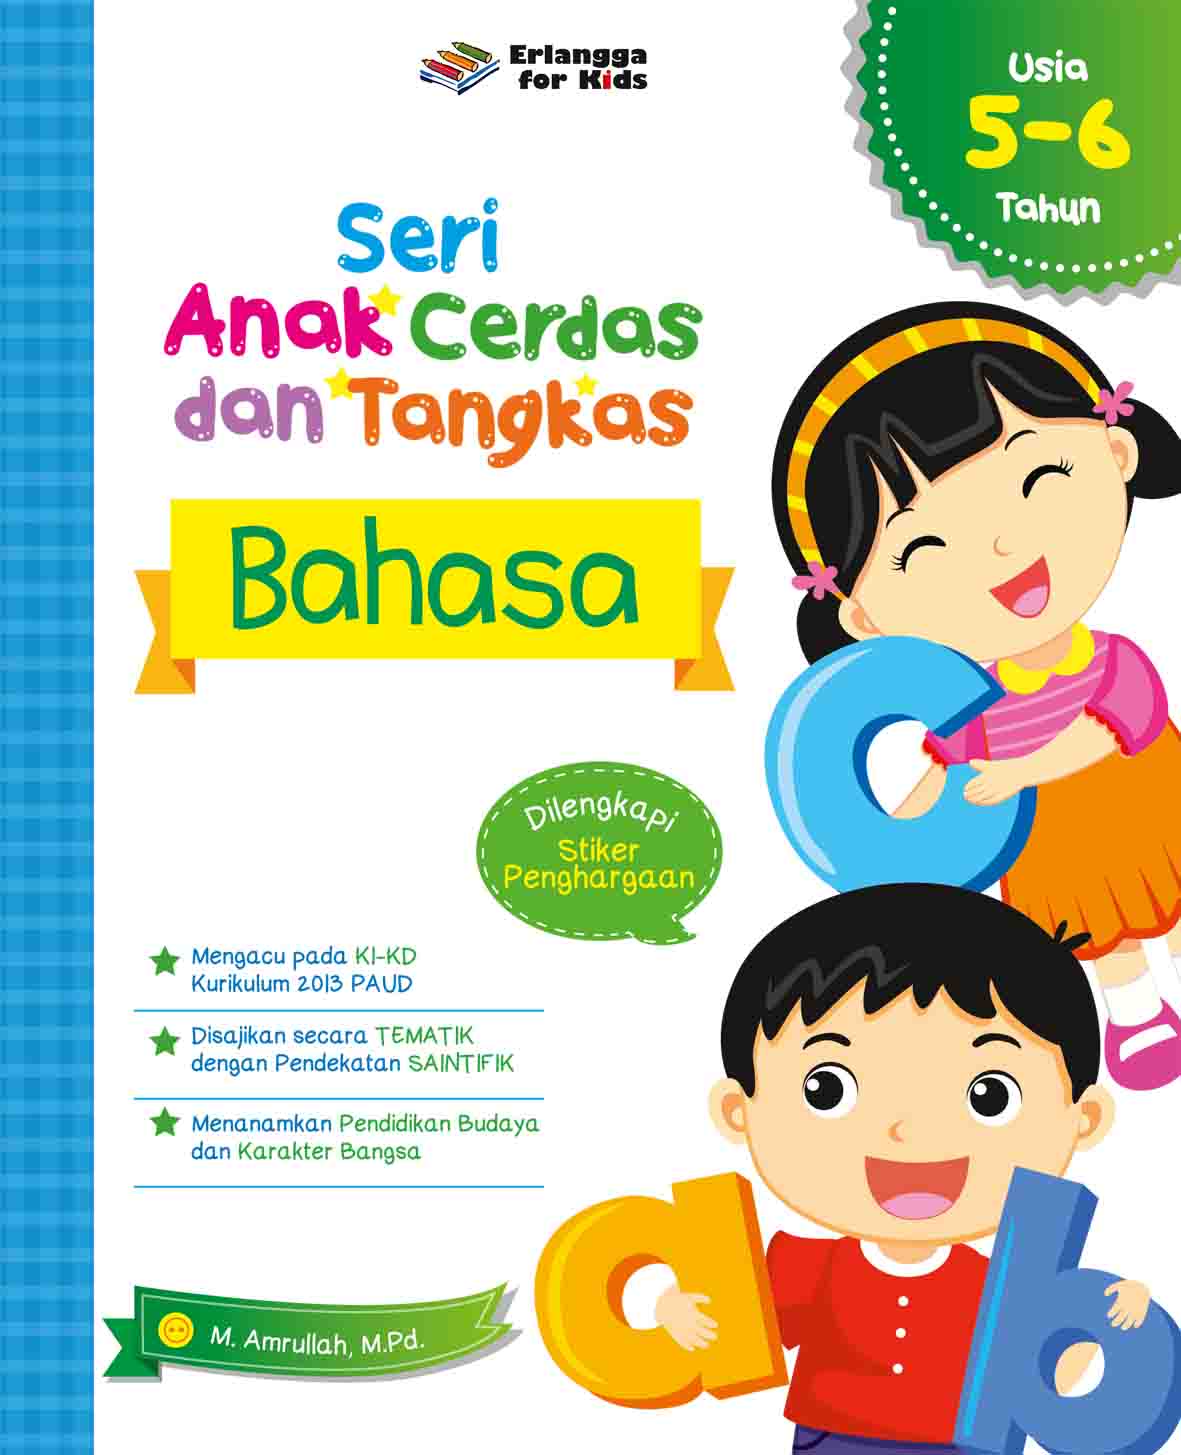 Erlangga
for Kids
Usia
5-6
Tahun
Seri
Anak Cerdas
dan Tangkas
Bahasa
Dilengkapi
Stiker
Penghargaan
Mengacu pada KI-KD
Kurikulum 2013 PAUD
Disajikan secara TEMATIK
dengan Pendekatan SAINTIFIK
Menanamkan Pendidikan Budaya
dan Karakter Bangsa
M. Amrullah, M.Pd.
c
a b